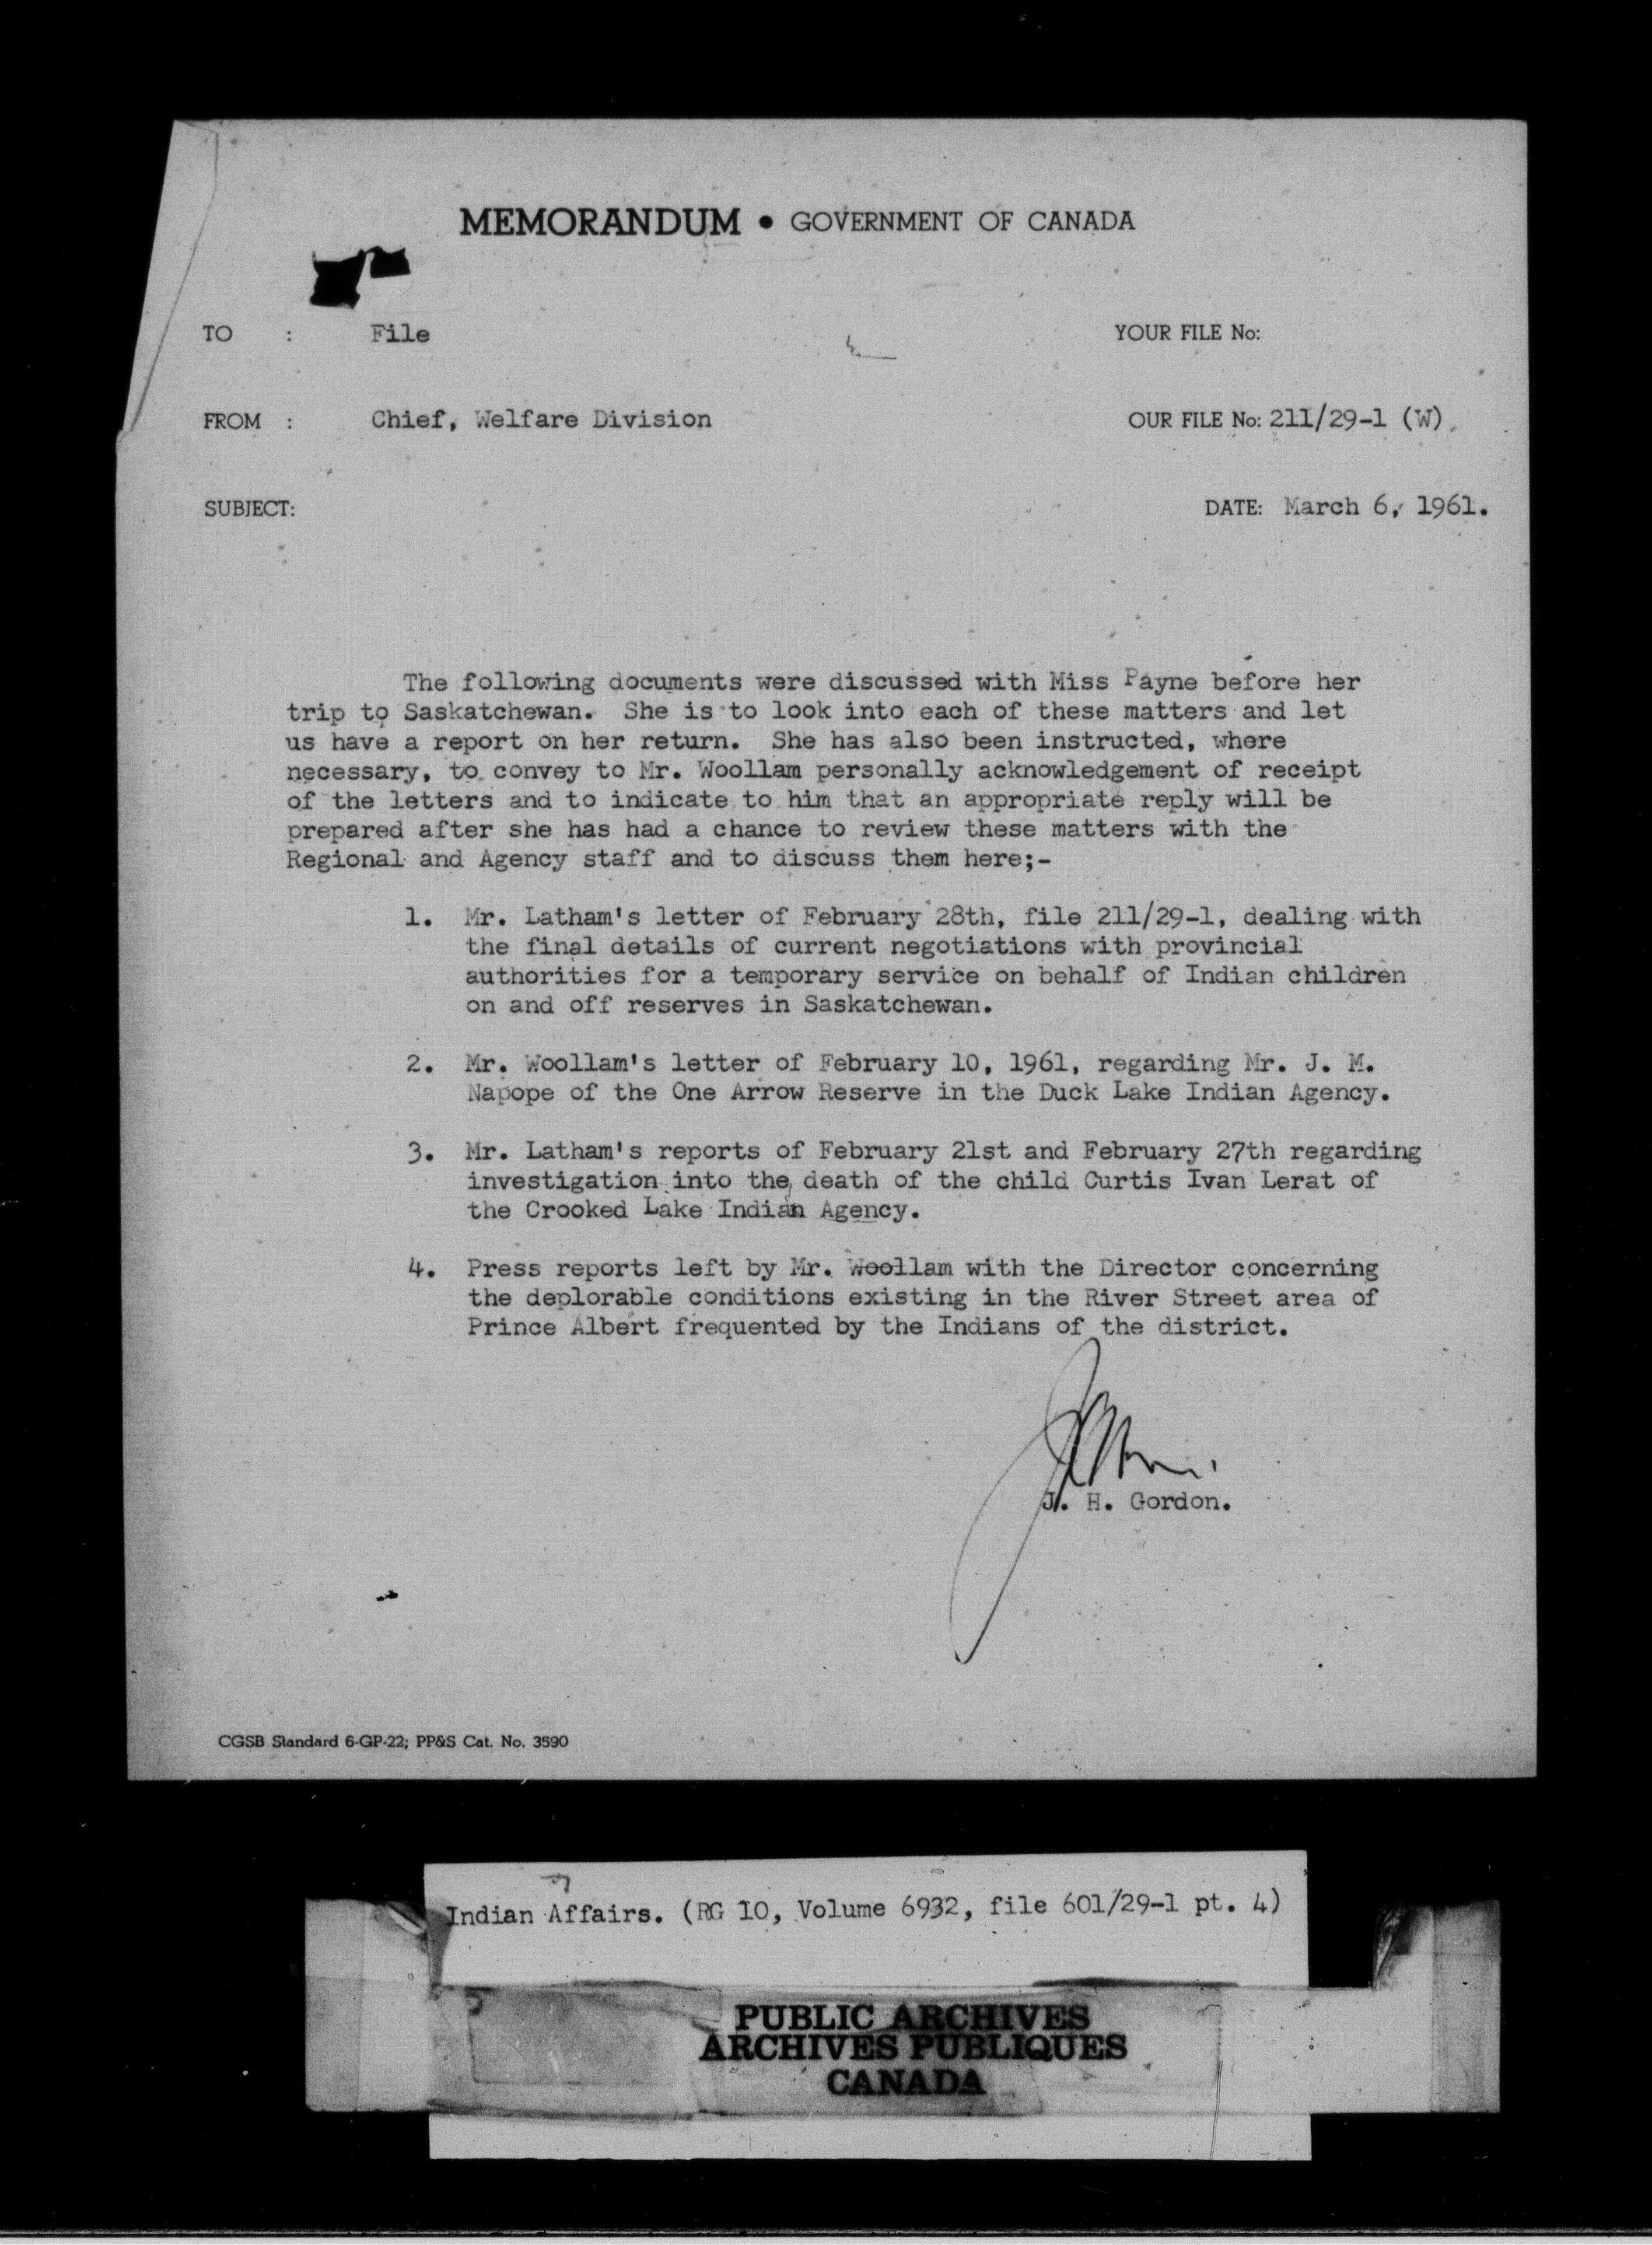 MEMORANDUM • GOVERNMENT OF CANADA
TO : File
YOUR FILE No:
FROM : Chief, Welfare Division
OUR FILE No: 211/29-1 (W)
SUBJECT:
DATE: March 6, 1961.
The following documents were discussed with Miss Payne before her
trip to Saskatchewan. She is to look into each of these matters and let
us have a report on her return. She has also been instructed, where
necessary, to convey to Mr. Woollam personally acknowledgement of receipt
of the letters and to indicate to him that an appropriate reply will be
prepared after she has had a chance to review these matters with the
Regional and Agency staff and to discuss them here;-
1. Mr. Latham's letter of February 28th, file 211/29-1, dealing with
the final details of current negotiations with provincial
authorities for a temporary service on behalf of Indian children
on and off reserves in Saskatchewan.
2. Mr. Woollam's letter of February 10, 1961, regarding Mr. J. M.
Napope of the One Arrow Reserve in the Duck Lake Indian Agency.
3. Mr. Latham's reports of February 21st and February 27th regarding
investigation into the death of the child Curtis Ivan Lerat of
the Crooked Lake Indian Agency.
4. Press reports left by Mr. Woollam with the Director concerning
the deplorable conditions existing in the River Street area of
Prince Albert frequented by the Indians of the district.
J. H. Gordon.
CGSB Standard 6-GP-22; PP&S Cat. No. 3590
Indian Affairs. (RG 10, Volume 6932, file 601/29-1 pt. 4)
PUBLIC ARCHIVES
ARCHIVES PUBLIQUES
CANADA